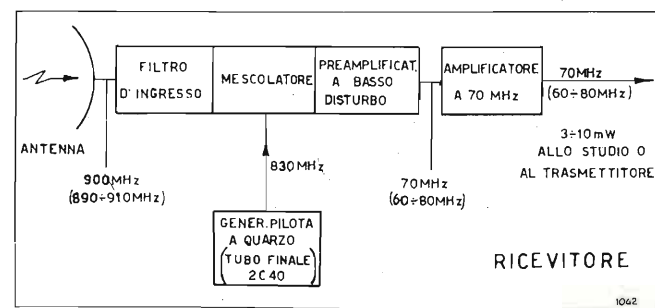 FILTRO
D'INGRESSO
MESCOLATORE
PREAMPLIFICAT.
A BASSO
DISTURBO
AMPLIFICATORE
A 70 MHz
70MHz
(60÷80MHz)
3÷10mW
ALLO STUDIO O
AL TRASMETTITORE
ANTENNA
900MHz
(890÷910MHz)
830MHz
70MHz
(60÷80MHz)
GENER. PILOTA
A QUARZO
(TUBO FINALE
2C40)
RICEVITORE
1042